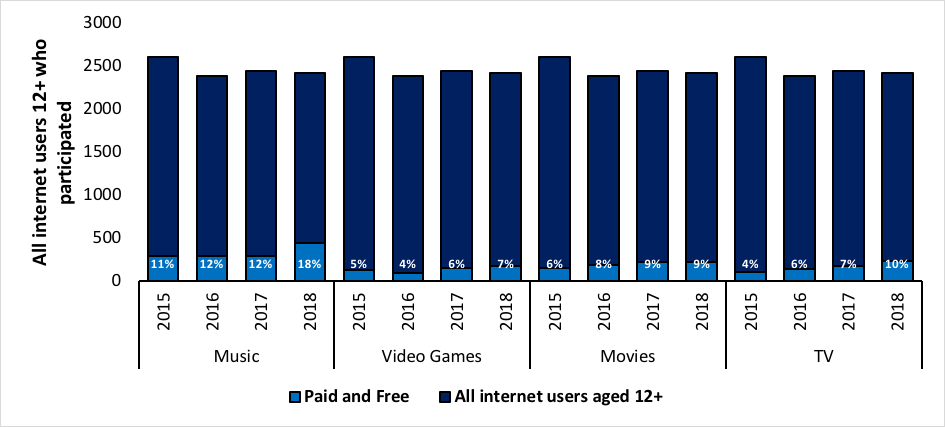 All internet users 12+ who
participated
3000
2500
2000
1500
1000
500
0
11% 12% 12% 18% 5% 4% 6% 7% 6% 8% 9% 9% 4% 6% 7% 10%
2015 2016 2017 2018 2015 2016 2017 2018 2015 2016 2017 2018 2015 2016 2017 2018
Music Video Games Movies TV
Paid and Free All internet users aged 12+